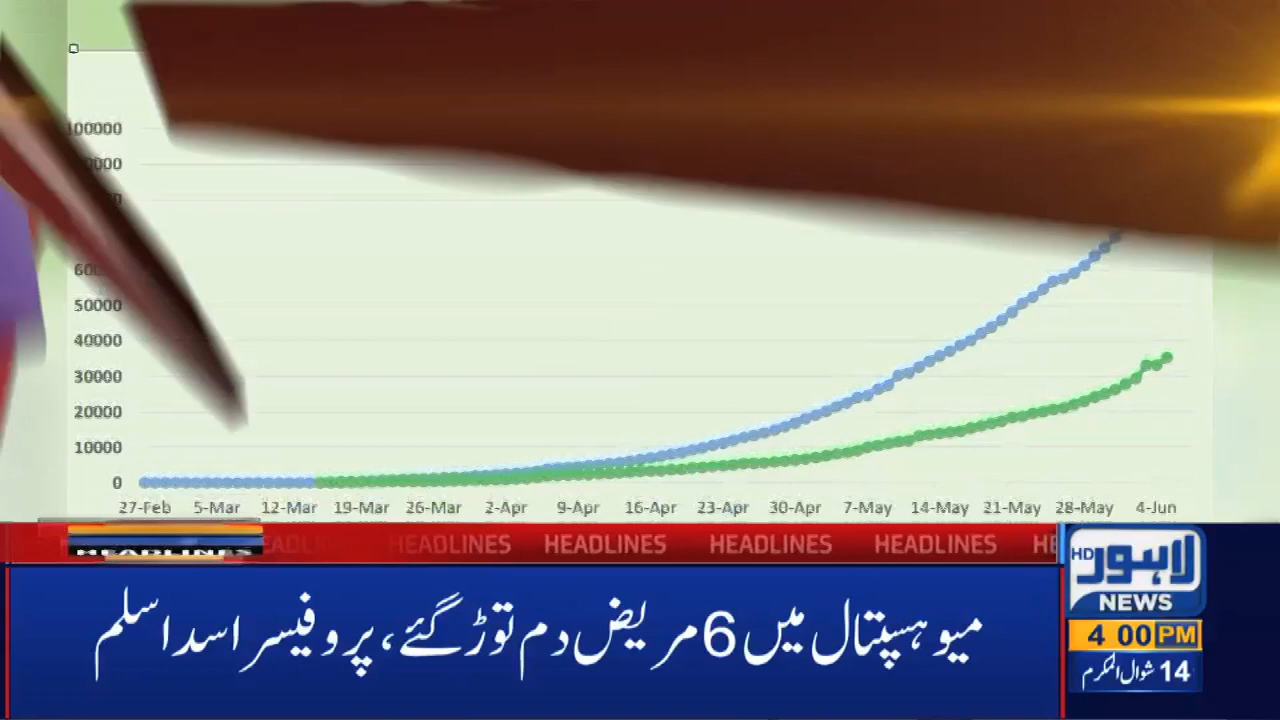 100000
50000
40000
30000
20000
10000
0
27-Feb 5-Mar 12-Mar 19-Mar 26-Mar 2-Apr 9-Apr 16-Apr 23-Apr 30-Apr 7-May 14-May 21-May 28-May 4-Jun
HEADLINES HEADLINES HEADLINES HEADLINES
میو ہسپتال میں 6 مریض دم توڑ گئے، پروفیسر اسد اسلم
لاہور HD
NEWS
4 00 PM
14 شوال المکرم